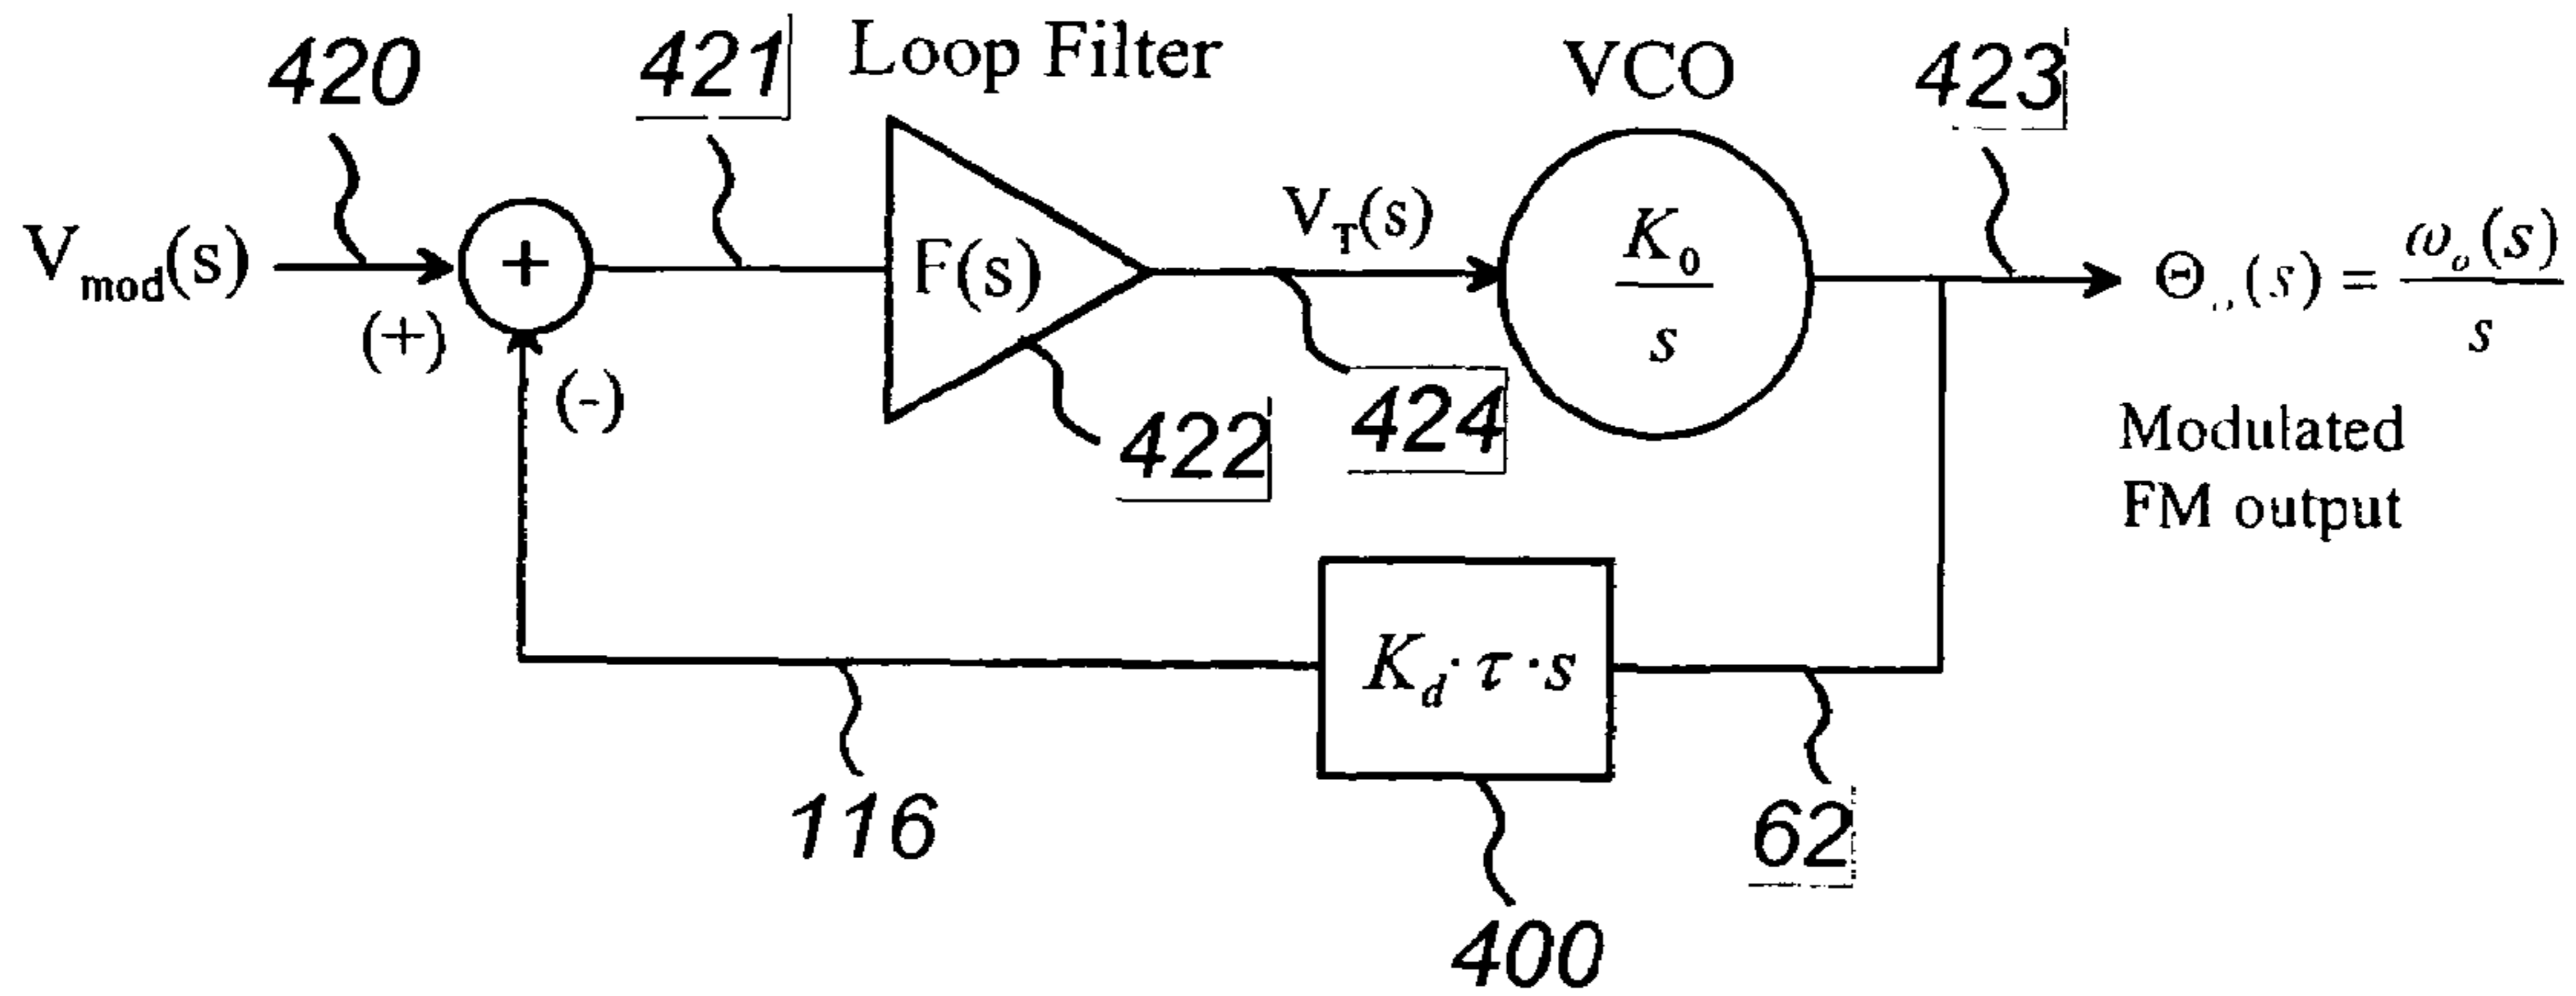 420
421
Loop Filter
VCO
423
V_mod(s)
(+)
+
(-)
F(s)
422
V_T(s)
424
K_0 / s
Θ_o(s) = ω_o(s) / s
Modulated
FM output
K_d · τ · s
116
62
400